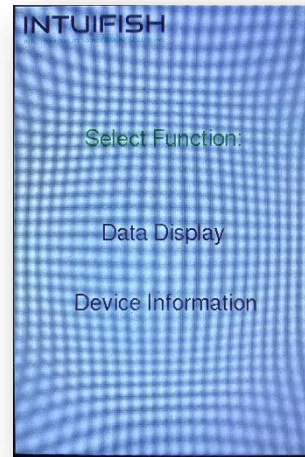 INTUIFISH
Select Function:
Data Display
Device Information